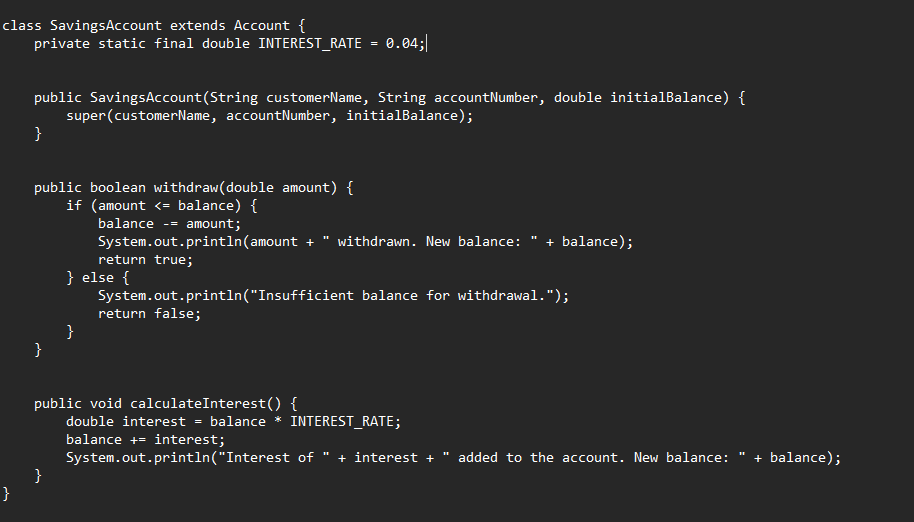 class SavingsAccount extends Account {
    private static final double INTEREST_RATE = 0.04;
    public SavingsAccount(String customerName, String accountNumber, double initialBalance) {
        super(customerName, accountNumber, initialBalance);
    }
    public boolean withdraw(double amount) {
        if (amount <= balance) {
            balance -= amount;
            System.out.println(amount + " withdrawn. New balance: " + balance);
            return true;
        } else {
            System.out.println("Insufficient balance for withdrawal.");
            return false;
        }
    }
    public void calculateInterest() {
        double interest = balance * INTEREST_RATE;
        balance += interest;
        System.out.println("Interest of " + interest + " added to the account. New balance: " + balance);
    }
}